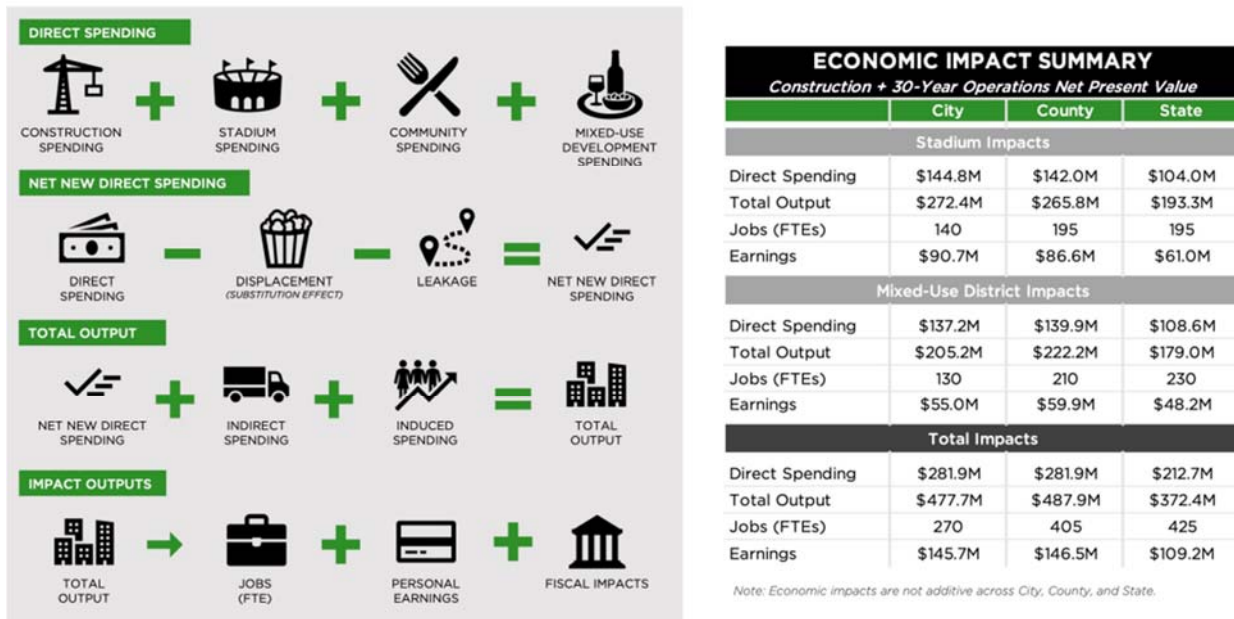 DIRECT SPENDING
CONSTRUCTION
SPENDING
STADIUM
SPENDING
COMMUNITY
SPENDING
MIXED-USE
DEVELOPMENT
SPENDING
NET NEW DIRECT SPENDING
DIRECT
SPENDING
DISPLACEMENT
(SUBSTITUTION EFFECT)
LEAKAGE
NET NEW DIRECT
SPENDING
TOTAL OUTPUT
NET NEW DIRECT
SPENDING
INDIRECT
SPENDING
INDUCED
SPENDING
TOTAL
OUTPUT
IMPACT OUTPUTS
TOTAL
OUTPUT
JOBS
(FTE)
PERSONAL
EARNINGS
FISCAL IMPACTS
ECONOMIC IMPACT SUMMARY
Construction + 30-Year Operations Net Present Value
City County State
Stadium Impacts
Direct Spending $144.8M $142.0M $104.0M
Total Output $272.4M $265.8M $193.3M
Jobs (FTEs) 140 195 195
Earnings $90.7M $86.6M $61.0M
Mixed-Use District Impacts
Direct Spending $137.2M $139.9M $108.6M
Total Output $205.2M $222.2M $179.0M
Jobs (FTEs) 130 210 230
Earnings $55.0M $59.9M $48.2M
Total Impacts
Direct Spending $281.9M $281.9M $212.7M
Total Output $477.7M $487.9M $372.4M
Jobs (FTEs) 270 405 425
Earnings $145.7M $146.5M $109.2M
Note: Economic impacts are not additive across City, County, and State.